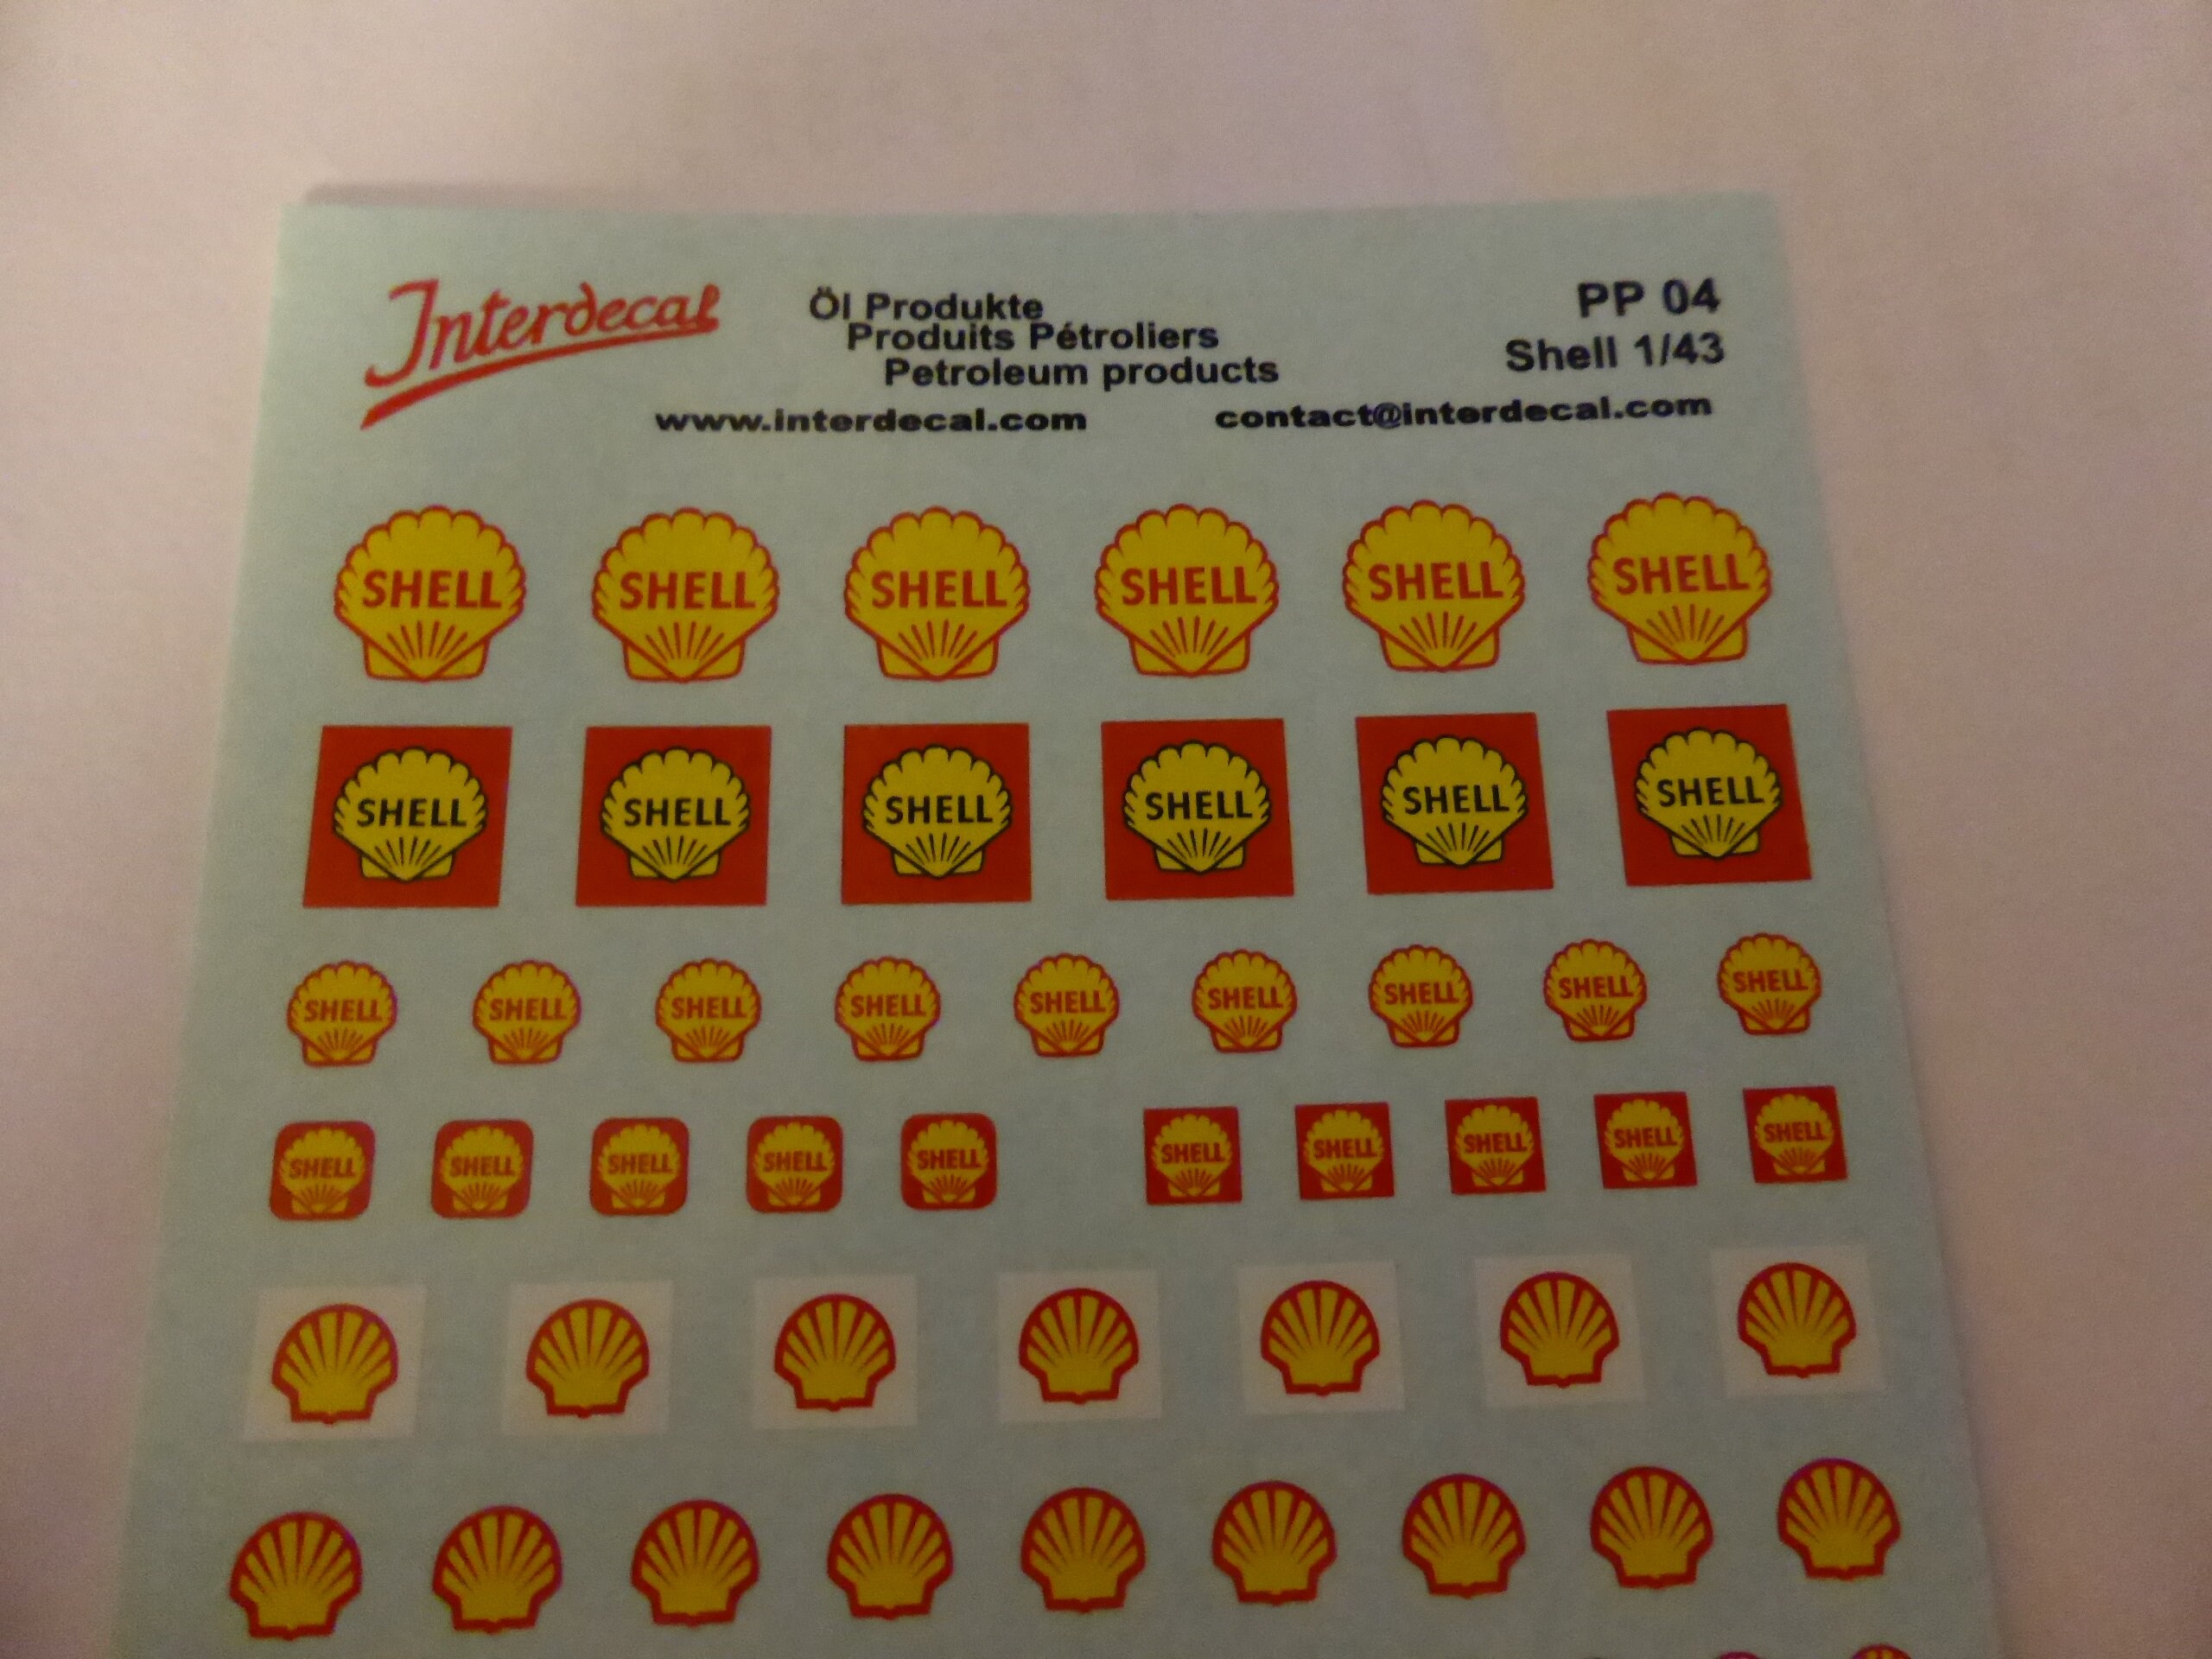 Interdecal
Öl Produkte
Produits Pétroliers
Petroleum products
PP 04
Shell 1/43
www.interdecal.com contact@interdecal.com
SHELL SHELL SHELL SHELL SHELL SHELL
SHELL SHELL SHELL SHELL SHELL SHELL
SHELL SHELL SHELL SHELL SHELL SHELL SHELL SHELL SHELL
SHELL SHELL SHELL SHELL SHELL SHELL SHELL SHELL SHELL SHELL